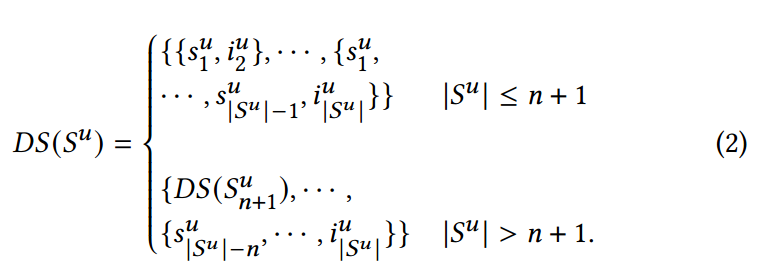 {{s_1^u, i_2^u}, ⋯ , {s_1^u,
⋯ , s_{|S^u|−1}^u, i_{|S^u|}^u}}   |S^u| ≤ n + 1
DS(S^u) =   (2)
{DS(S_{n+1}^u), ⋯ ,
{s_{|S^u|−n}^u, ⋯ , i_{|S^u|}^u}}   |S^u| > n + 1.